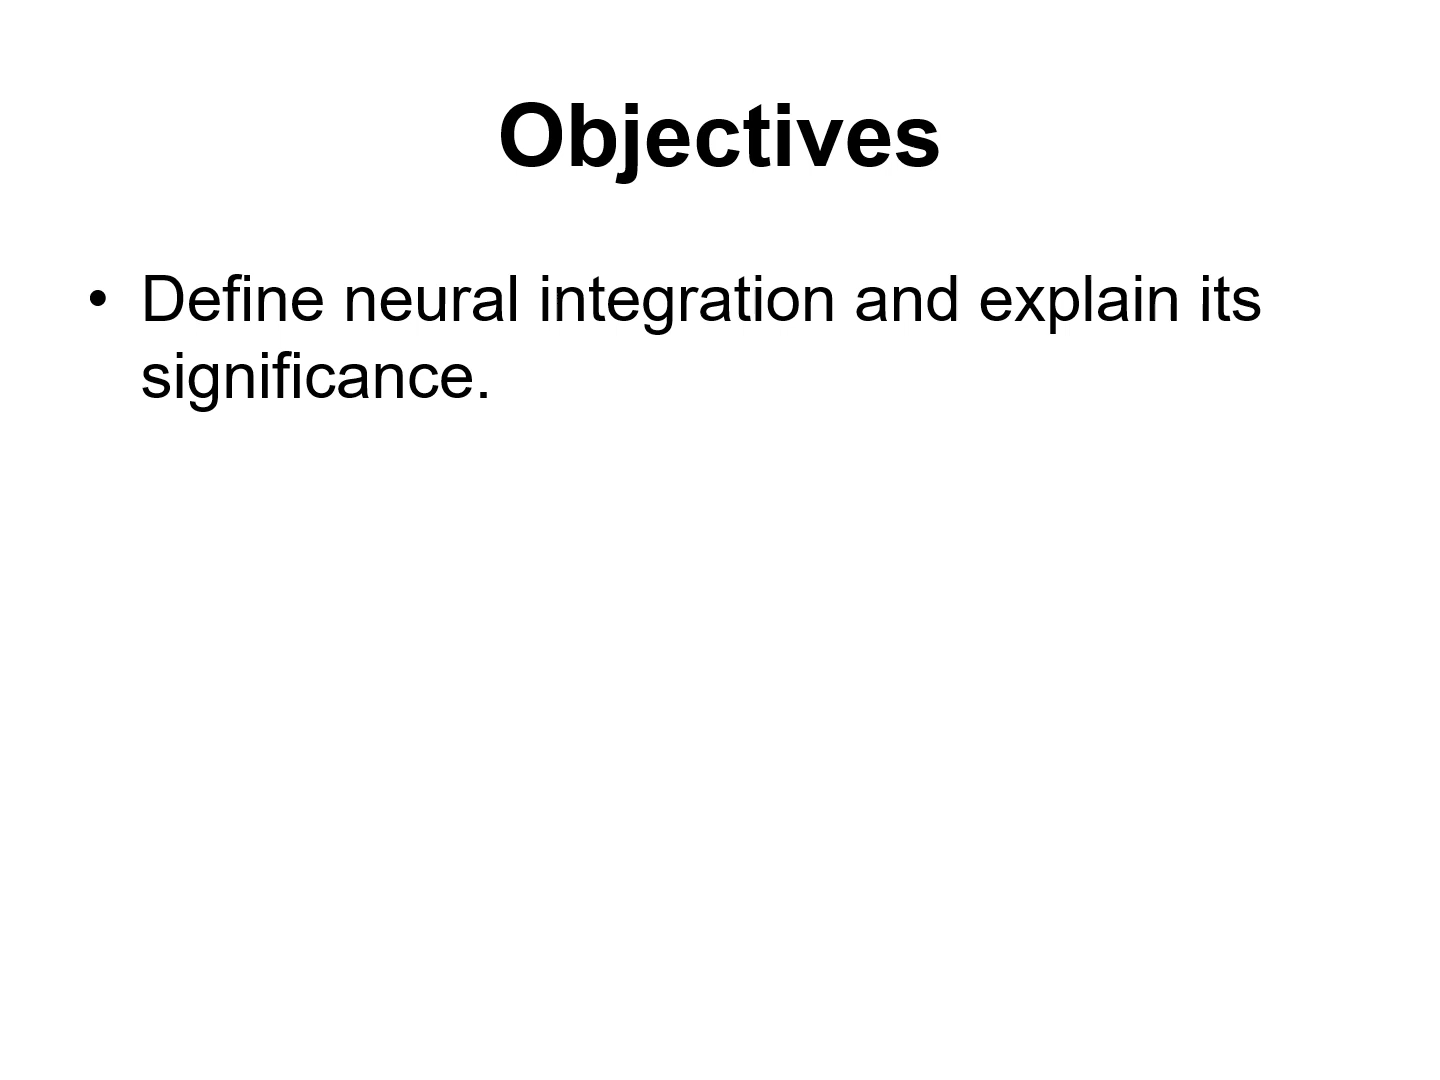 Objectives
• Define neural integration and explain its
significance.